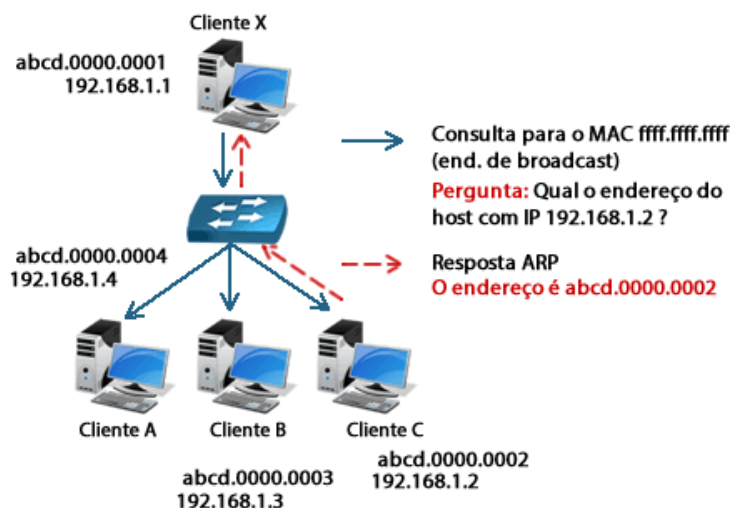 Cliente X
abcd.0000.0001
192.168.1.1
Consulta para o MAC ffff.ffff.ffff
(end. de broadcast)
Pergunta: Qual o endereço do
host com IP 192.168.1.2 ?
abcd.0000.0004
192.168.1.4
Resposta ARP
O endereço é abcd.0000.0002
Cliente A
Cliente B
Cliente C
abcd.0000.0003
192.168.1.3
abcd.0000.0002
192.168.1.2